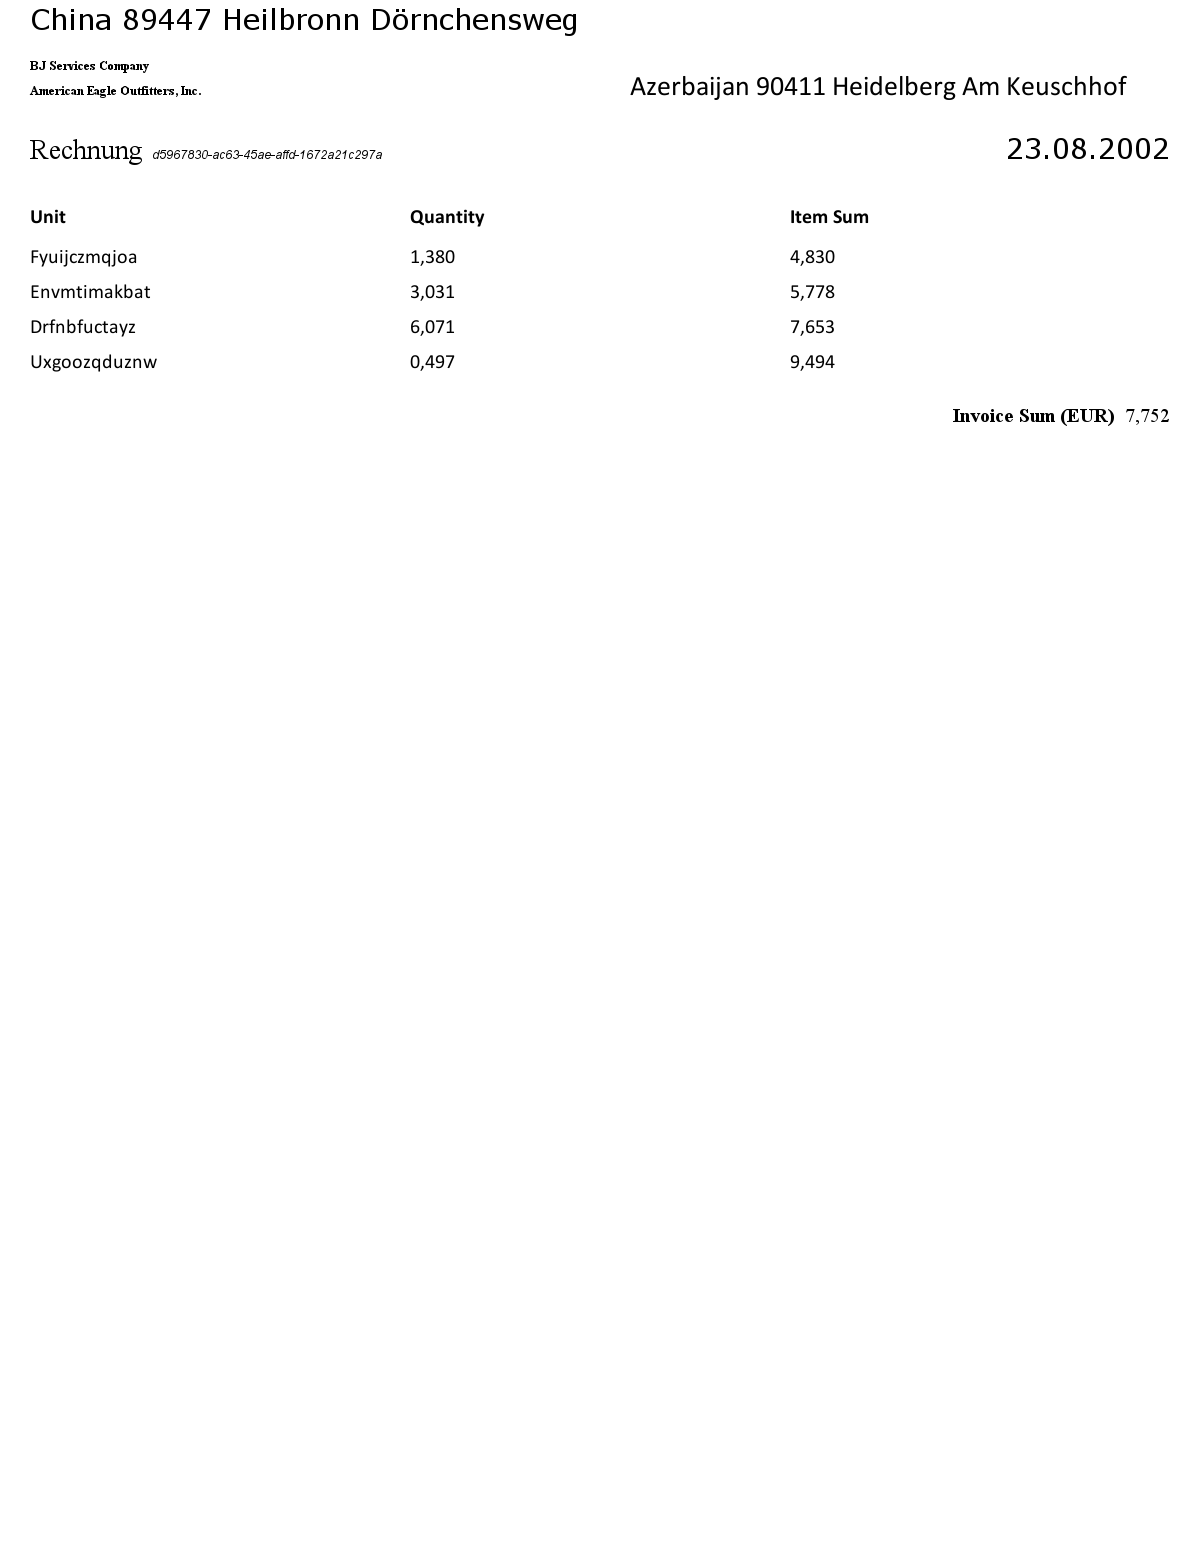 China 89447 Heilbronn Dörnchensweg
BJ Services Company
American Eagle Outfitters, Inc.
Azerbaijan 90411 Heidelberg Am Keuschhof
Rechnung d5967830-ac63-45ae-affd-1672a21c297a 23.08.2002
Unit Quantity Item Sum
Fyuijczmqjoa 1,380 4,830
Envmtimakbat 3,031 5,778
Drfnbfuctayz 6,071 7,653
Uxgoozqduznw 0,497 9,494
Invoice Sum (EUR) 7,752